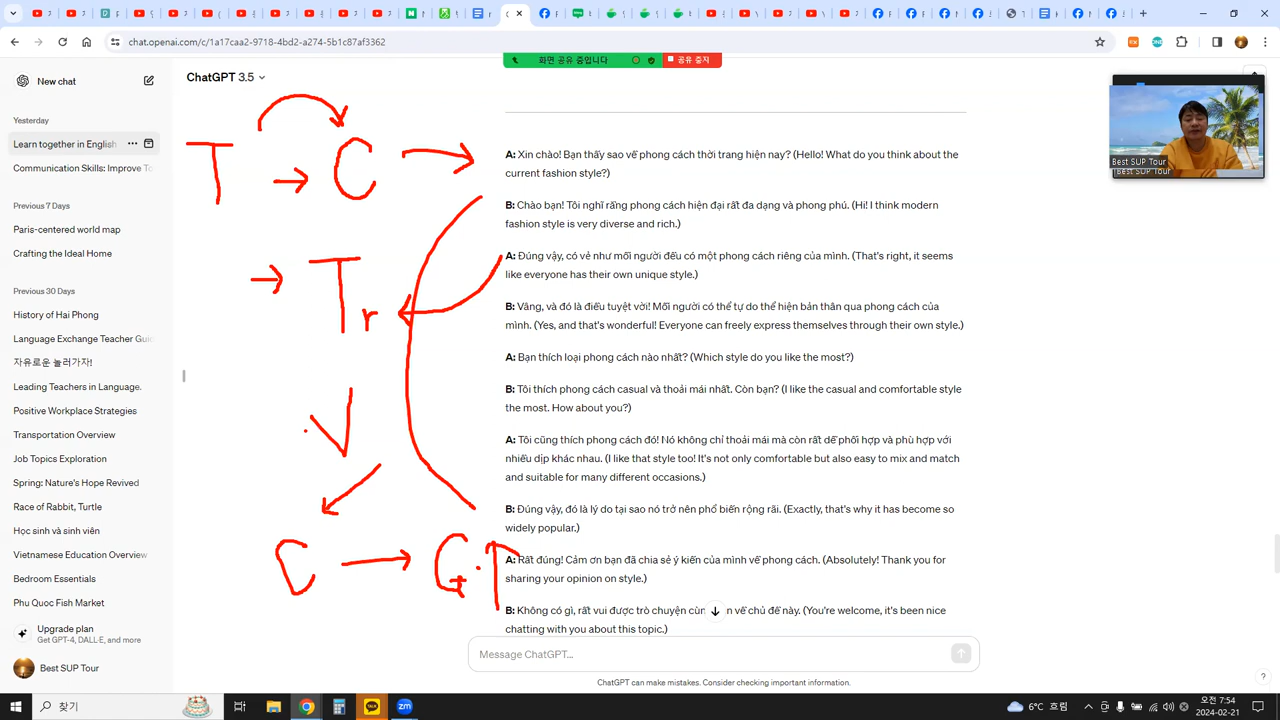 chat.openai.com/c/1a17caa2-9718-4bd2-a274-5b1c87af3362
화면 공유 중입니다
공유 중지
New chat
ChatGPT 3.5
Yesterday
Learn together in English
Communication Skills: Improve To
Previous 7 Days
Paris-centered world map
Crafting the Ideal Home
Previous 30 Days
History of Hai Phong
Language Exchange Teacher Gui
자유로운 놀러가자!
Leading Teachers in Language.
Positive Workplace Strategies
Transportation Overview
Job Topics Exploration
Spring: Nature's Hope Revived
Race of Rabbit, Turtle
Học sinh và sinh viên
Vietnamese Education Overview
Bedroom Essentials
Phu Quoc Fish Market
Upgrade plan
Get GPT-4, DALL·E, and more
Best SUP Tour
T → C →
→ Tr
C → G
A: Xin chào! Bạn thấy sao về phong cách thời trang hiện nay? (Hello! What do you think about the
current fashion style?)
B: Chào bạn! Tôi nghĩ rằng phong cách hiện đại rất đa dạng và phong phú. (Hi! I think modern
fashion style is very diverse and rich.)
A: Đúng vậy, có vẻ như mỗi người đều có một phong cách riêng của mình. (That's right, it seems
like everyone has their own unique style.)
B: Vâng, và đó là điều tuyệt vời! Mỗi người có thể tự do thể hiện bản thân qua phong cách của
mình. (Yes, and that's wonderful! Everyone can freely express themselves through their own style.)
A: Bạn thích loại phong cách nào nhất? (Which style do you like the most?)
B: Tôi thích phong cách casual và thoải mái nhất. Còn bạn? (I like the casual and comfortable style
the most. How about you?)
A: Tôi cũng thích phong cách đó! Nó không chỉ thoải mái mà còn rất dễ phối hợp và phù hợp với
nhiều dịp khác nhau. (I like that style too! It's not only comfortable but also easy to mix and match
and suitable for many different occasions.)
B: Đúng vậy, đó là lý do tại sao nó trở nên phổ biến rộng rãi. (Exactly, that's why it has become so
widely popular.)
A: Rất đúng! Cảm ơn bạn đã chia sẻ ý kiến của mình về phong cách. (Absolutely! Thank you for
sharing your opinion on style.)
B: Không có gì, rất vui được trò chuyện về chủ đề này. (You're welcome, it's been nice
chatting with you about this topic.)
Message ChatGPT...
ChatGPT can make mistakes. Consider checking important information.
?
Best SUP Tour
Best SUP Tour
찾기
6°C 흐림
오전 7:54
2024-02-21